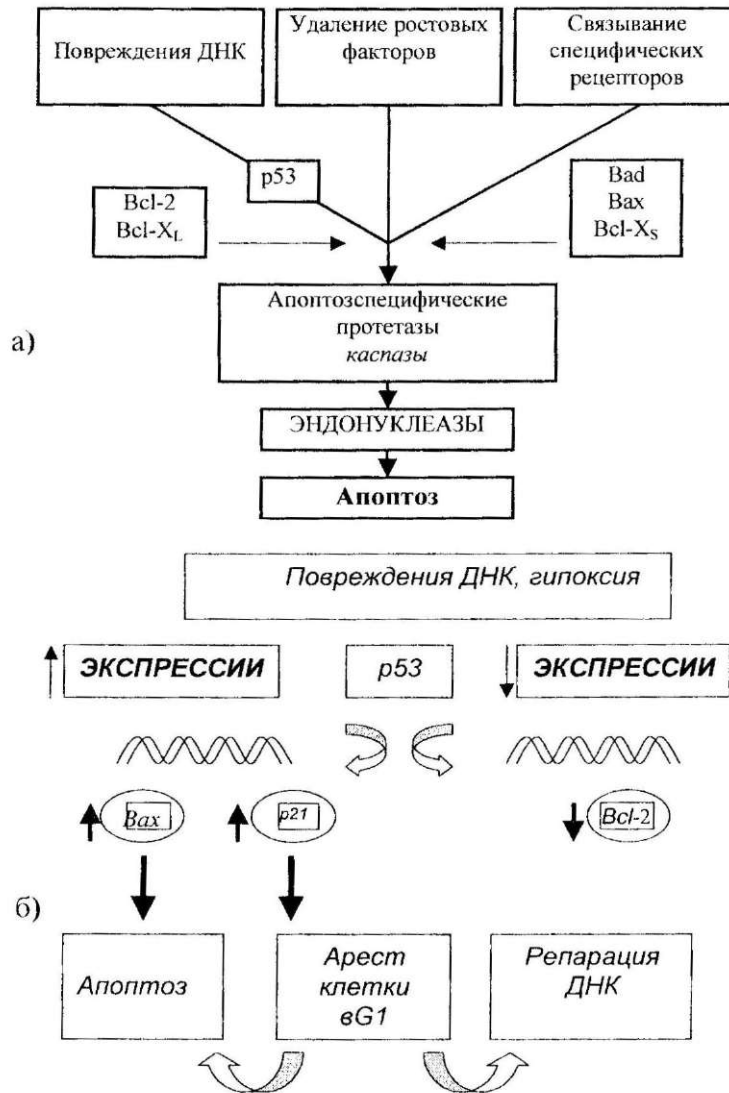 Повреждения ДНК
Удаление ростовых
факторов
Связывание
специфических
рецепторов
p53
Bcl-2
Bcl-XL
Bad
Bax
Bcl-XS
Апоптозспецифические
протетазы
каспазы
а)
ЭНДОНУКЛЕАЗЫ
Апоптоз
Повреждения ДНК, гипоксия
ЭКСПРЕССИИ
p53
ЭКСПРЕССИИ
Bax
p21
Bcl-2
б)
Апоптоз
Арест
клетки
вG1
Репарация
ДНК